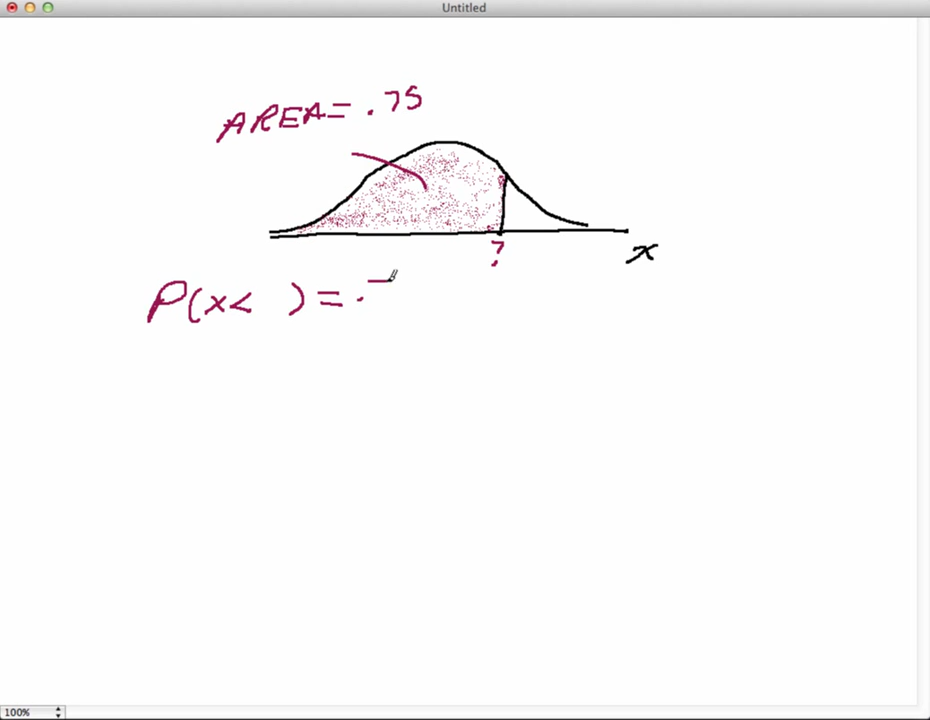 Untitled
AREA = .75
?
x
P(x< ) = .
100%